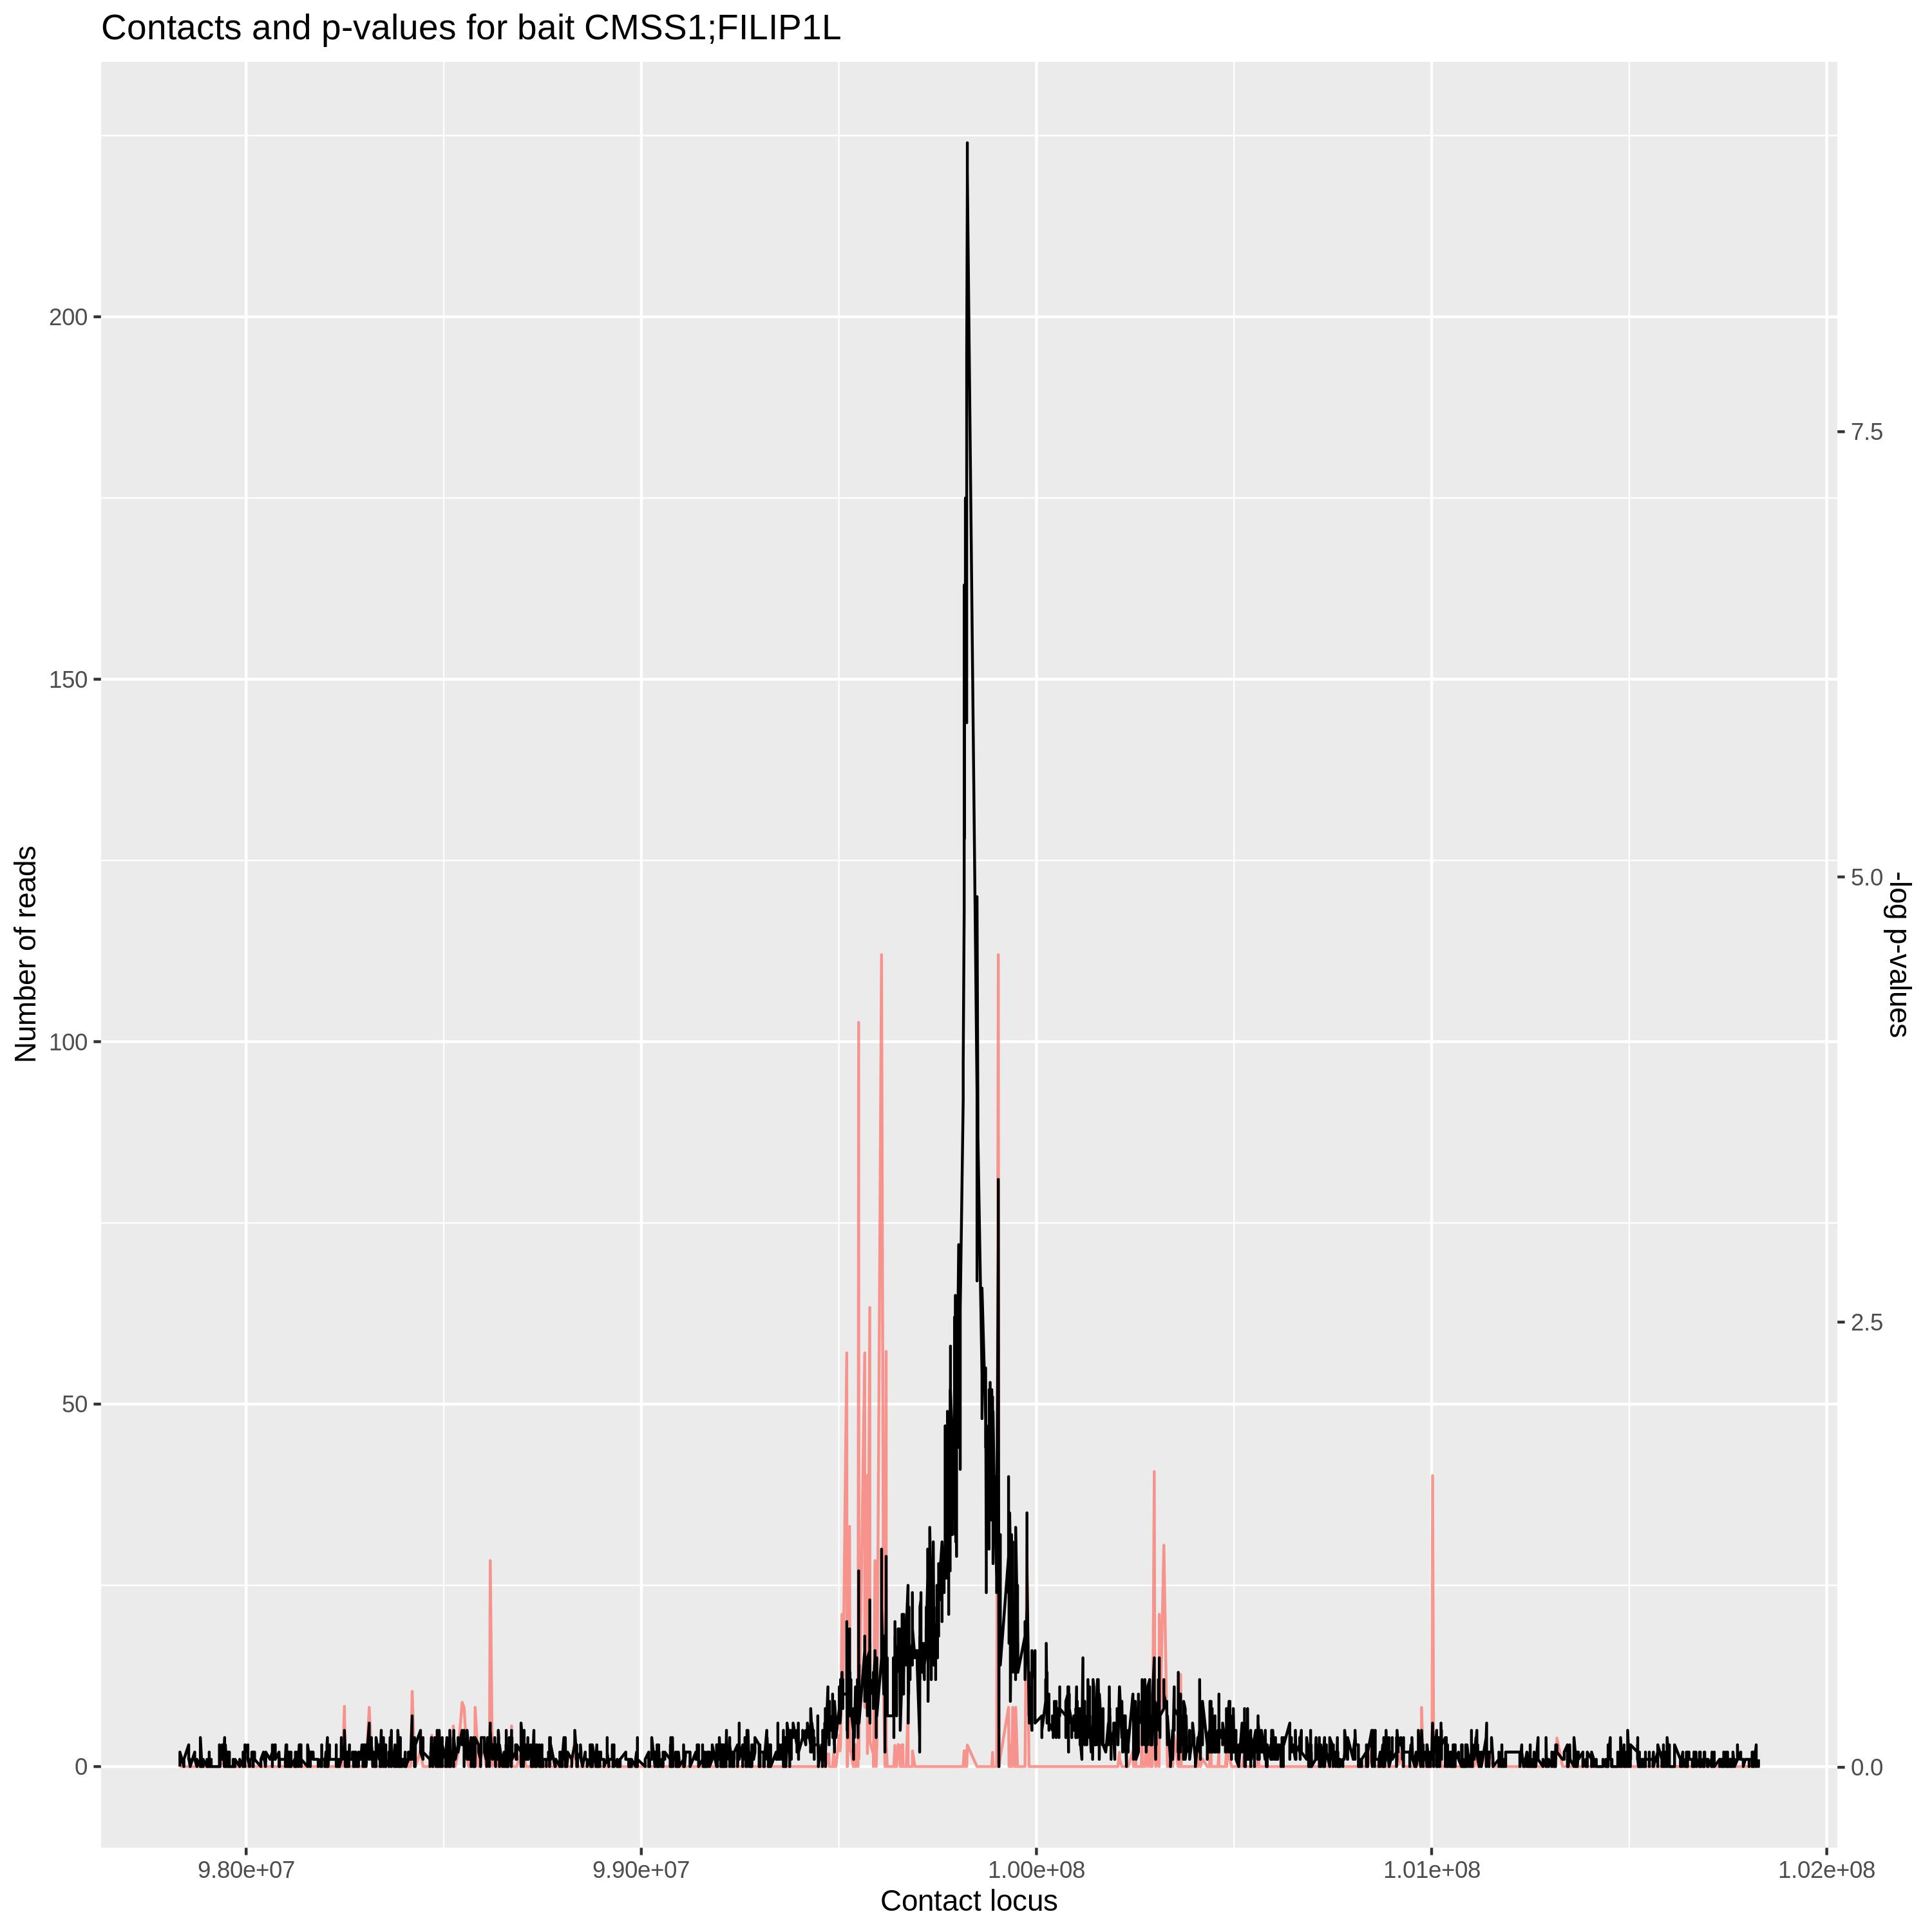 Contacts and p-values for bait CMSS1;FILIP1L
Number of reads
200
150
100
50
0
7.5
5.0
2.5
0.0
-log p-values
9.80e+07
9.90e+07
1.00e+08
1.01e+08
1.02e+08
Contact locus